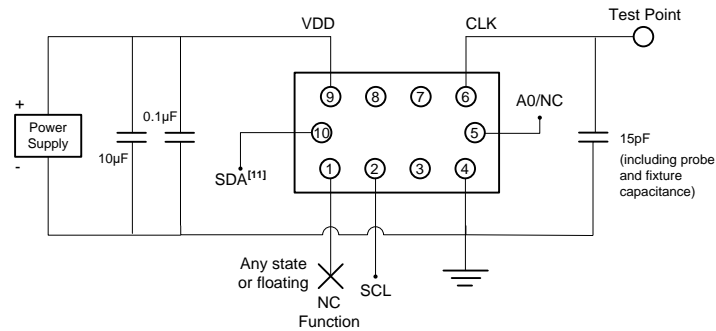 Test Point
VDD
CLK
9
8
7
6
A0/NC
+
0.1µF
Power
Supply
10
5
15pF
10µF
(including probe
and fixture
capacitance)
-
SDA[11]
1
2
3
4
Any state
or floating
NC
Function
SCL